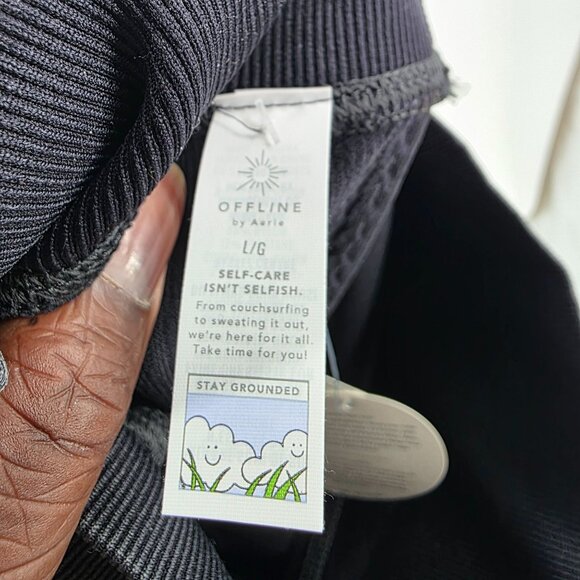 OFFLINE
by Aerie
L/G
SELF-CARE
ISN'T SELFISH.
From couchsurfing
to sweating it out,
we're here for it all.
Take time for you!
STAY GROUNDED